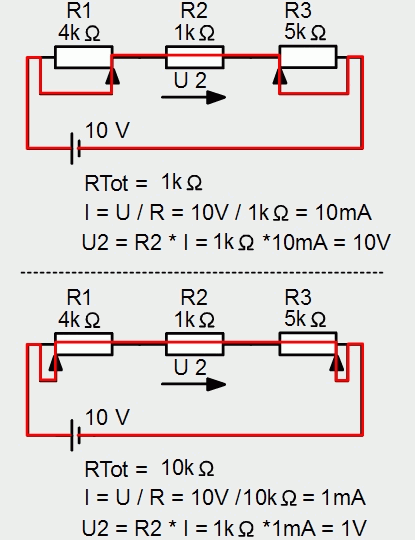 R1 R2 R3
4k Ω 1k Ω 5k Ω
U 2
10 V
RTot = 1k Ω
I = U / R = 10V / 1k Ω = 10mA
U2 = R2 * I = 1k Ω *10mA = 10V
R1 R2 R3
4k Ω 1k Ω 5k Ω
U 2
10 V
RTot = 10k Ω
I = U / R = 10V /10k Ω = 1mA
U2 = R2 * I = 1k Ω *1mA = 1V